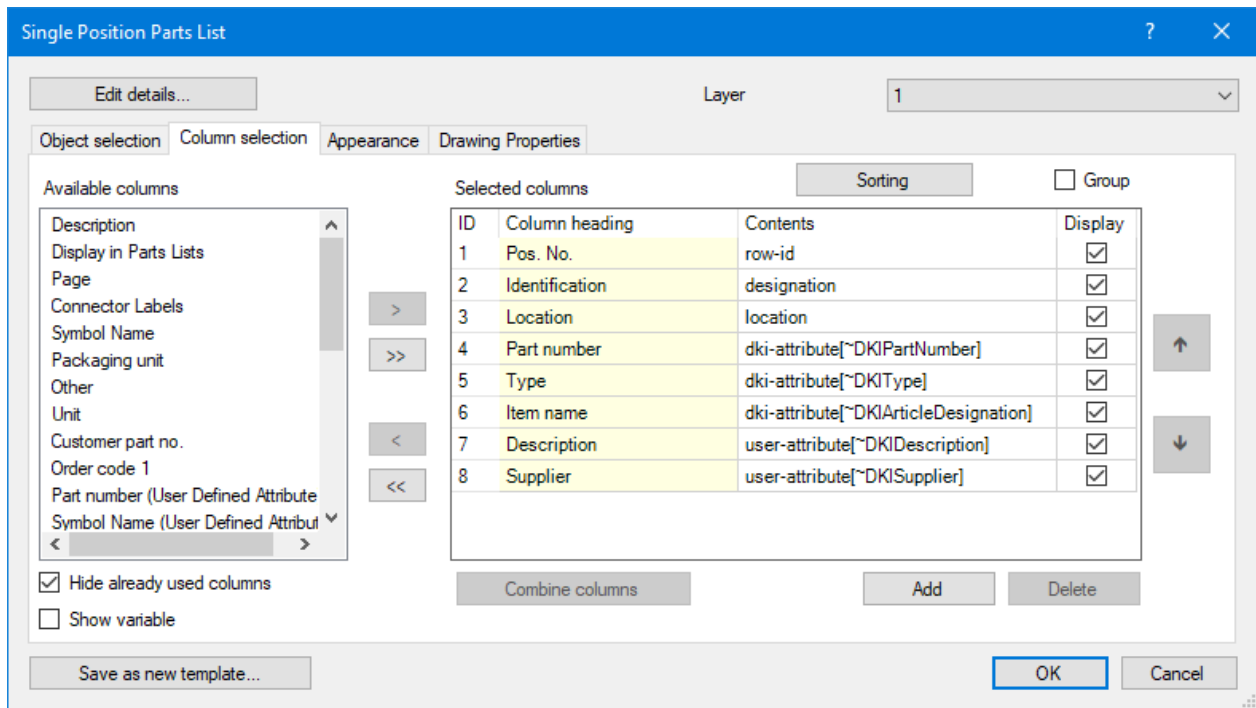 Single Position Parts List ?
Edit details... Layer 1
Object selection Column selection Appearance Drawing Properties
Available columns
Description
Display in Parts Lists
Page
Connector Labels
Symbol Name
Packaging unit
Other
Unit
Customer part no.
Order code 1
Part number (User Defined Attribute
Symbol Name (User Defined Attribut
Hide already used columns
Show variable
>
>>
<
<<
Selected columns Sorting Group
ID Column heading Contents Display
1 Pos. No. row-id
2 Identification designation
3 Location location
4 Part number dki-attribute[~DKIPartNumber]
5 Type dki-attribute[~DKIType]
6 Item name dki-attribute[~DKIArticleDesignation]
7 Description user-attribute[~DKIDescription]
8 Supplier user-attribute[~DKISupplier]
Combine columns Add Delete
Save as new template... OK Cancel